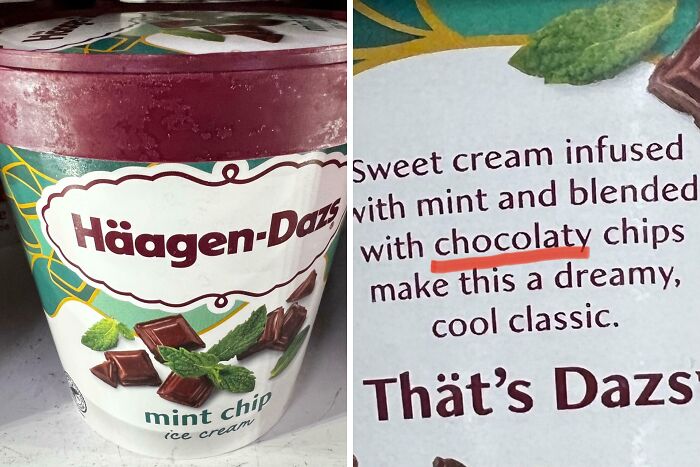 Häagen-Dazs
mint chip
ice cream
Sweet cream infused
with mint and blended
with chocolaty chips
make this a dreamy,
cool classic.
Thät's Dazs